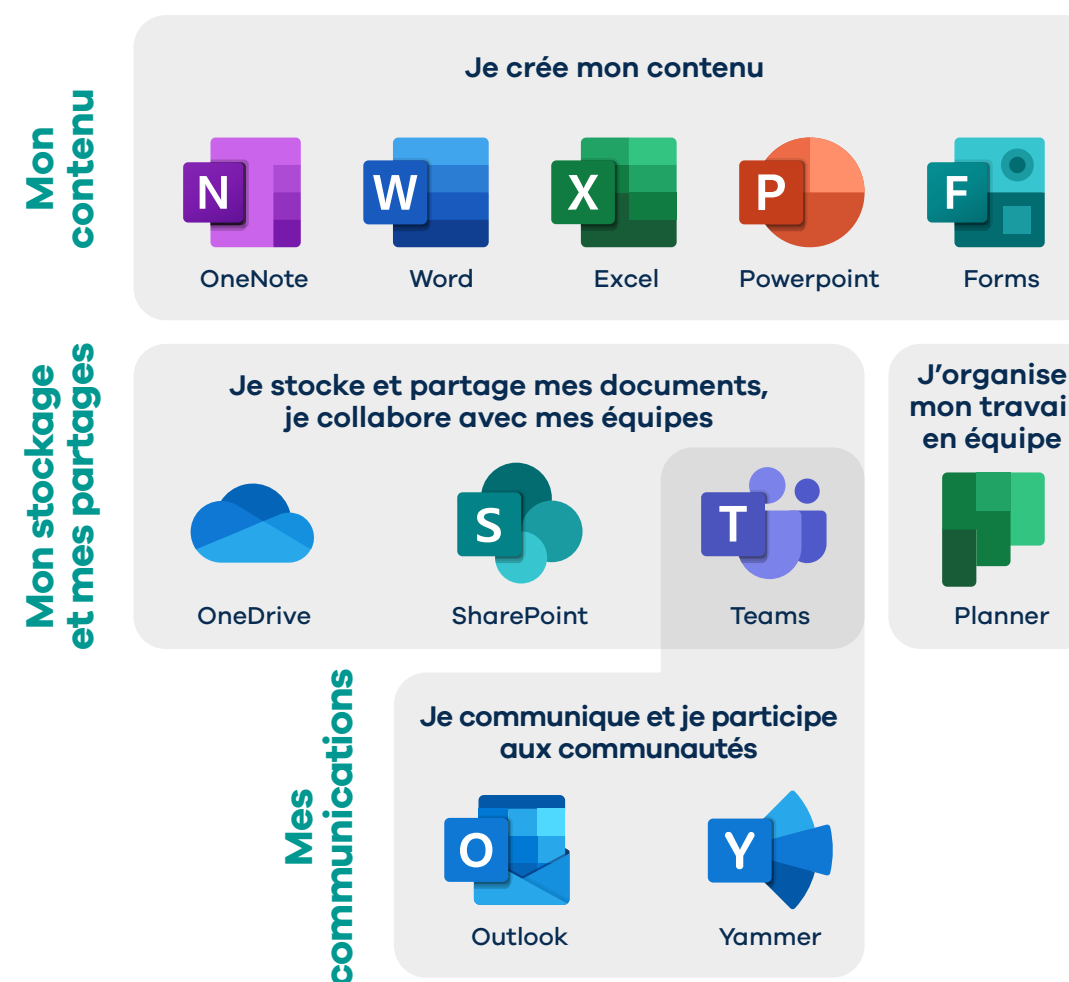 Mon
contenu
Je crée mon contenu
N
W
X
P
F
OneNote
Word
Excel
Powerpoint
Forms
Mon stockage
et mes partages
Je stocke et partage mes documents,
je collabore avec mes équipes
S
T
OneDrive
SharePoint
Teams
J’organise
mon travai
en équipe
Planner
Mes
communications
Je communique et je participe
aux communautés
O
Y
Outlook
Yammer